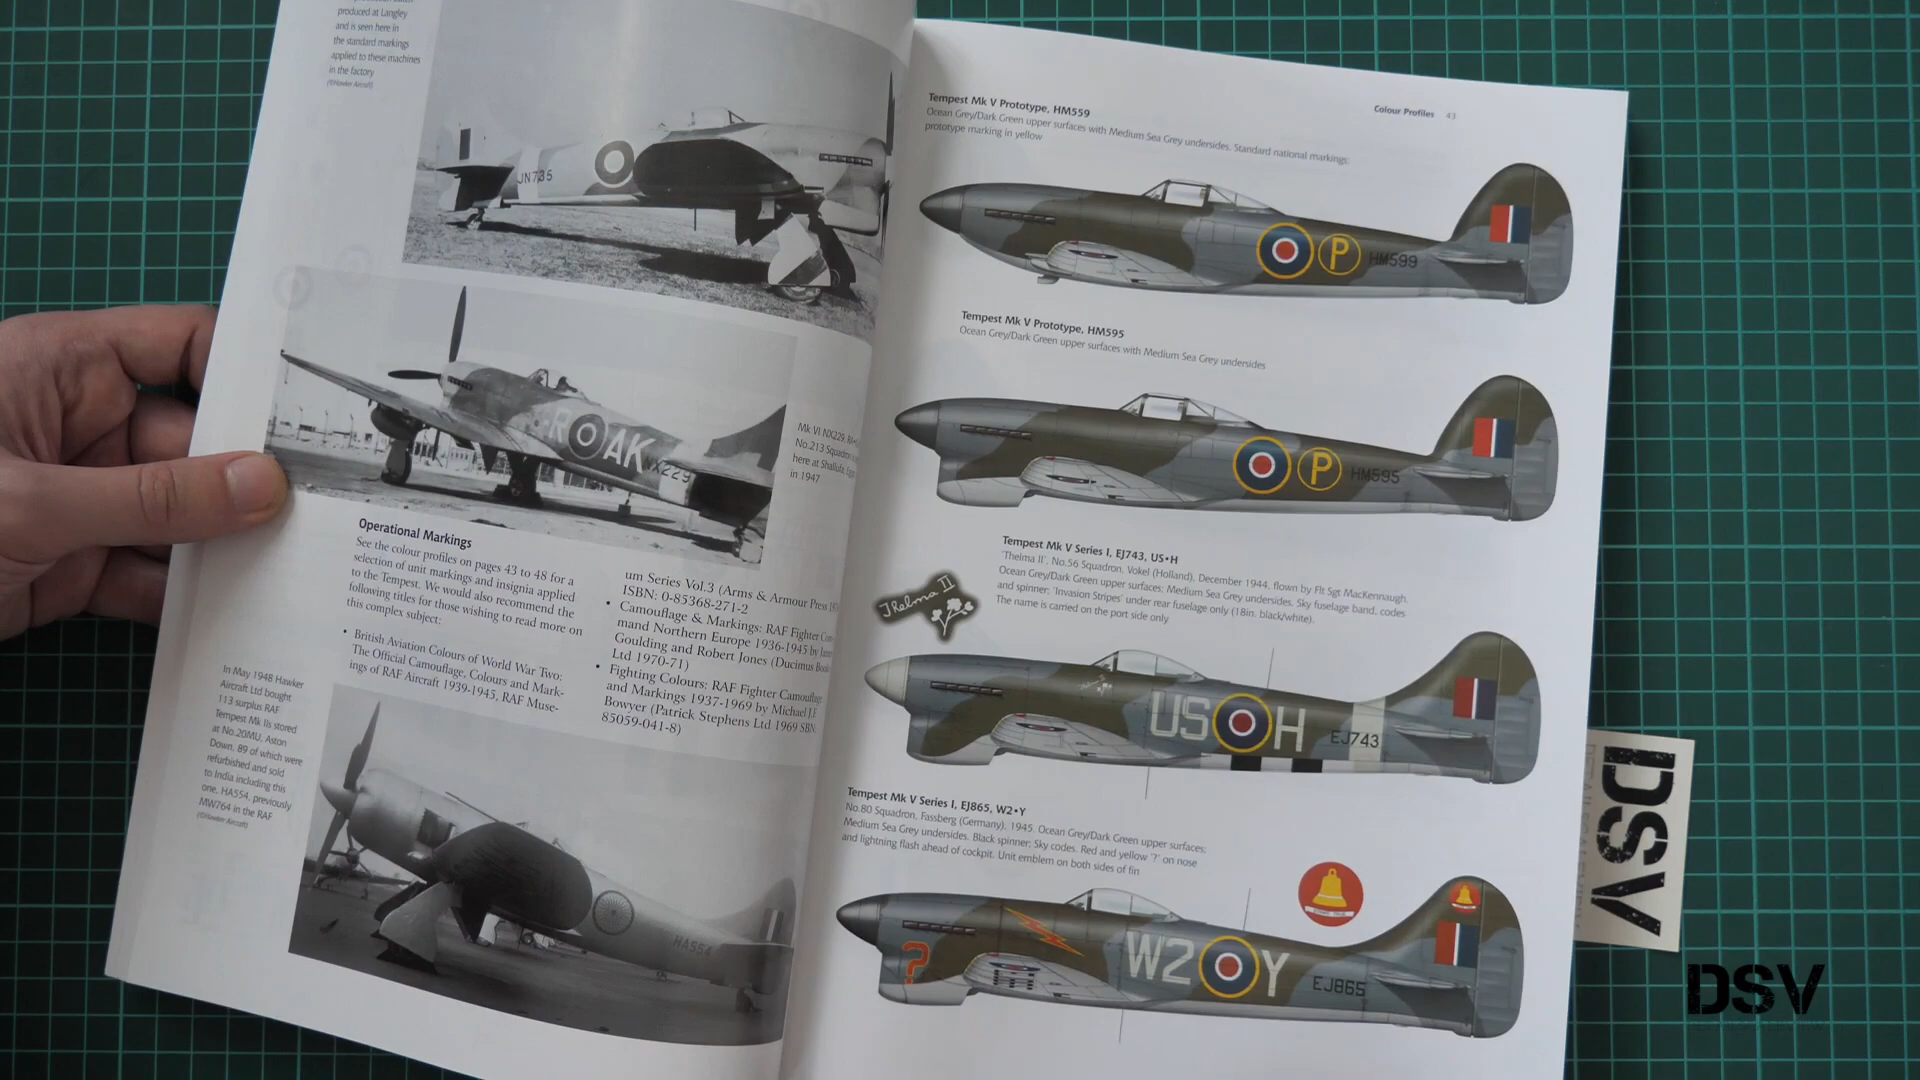 produced at Langley
and is seen here in
the standard markings
applied to these machines
in the factory
(©Hawker Aircraft)
JN735
R AK
NX229
Mk VI NX229,
No.213 Squadron
here at Shallufa,
in 1947
Operational Markings
See the colour profiles on pages 43 to 48 for a
selection of unit markings and insignia applied
to the Tempest. We would also recommend the
following titles for those wishing to read more on
this complex subject:
• British Aviation Colours of World War Two:
The Official Camouflage, Colours and Mark-
ings of RAF Aircraft 1939-1945, RAF Muse-
um Series Vol.3 (Arms & Armour Press
ISBN: 0-85368-271-2
• Camouflage & Markings: RAF Fighter Com-
mand Northern Europe 1936-1945 by James
Goulding and Robert Jones (Ducimus Books
Ltd 1970-71)
• Fighting Colours: RAF Fighter Camouflage
and Markings 1937-1969 by Michael J.F.
Bowyer (Patrick Stephens Ltd 1969 SBN:
85059-041-8)
In May 1948 Hawker
Aircraft Ltd bought
113 surplus RAF
Tempest Mk IIs stored
at No.20MU, Aston
Down, 89 of which were
refurbished and sold
to India including this
one, HA554, previously
MW764 in the RAF
(©Hawker Aircraft)
HA554
Colour Profiles 43
Tempest Mk V Prototype, HM559
Ocean Grey/Dark Green upper surfaces with Medium Sea Grey undersides. Standard national markings;
prototype marking in yellow
P HM599
Tempest Mk V Prototype, HM595
Ocean Grey/Dark Green upper surfaces with Medium Sea Grey undersides
P HM595
Tempest Mk V Series I, EJ743, US•H
'Thelma II', No.56 Squadron, Vokel (Holland), December 1944, flown by Flt Sgt MacKennaugh.
Ocean Grey/Dark Green upper surfaces; Medium Sea Grey undersides. Sky fuselage band, codes
and spinner; 'Invasion Stripes' under rear fuselage only (18in. black/white).
The name is carried on the port side only
Thelma II
US H EJ743
Tempest Mk V Series I, EJ865, W2•Y
No.80 Squadron, Fassberg (Germany), 1945. Ocean Grey/Dark Green upper surfaces;
Medium Sea Grey undersides. Black spinner; Sky codes. Red and yellow '?' on nose
and lightning flash ahead of cockpit. Unit emblem on both sides of fin
? W2 Y EJ865
DSV
DSV